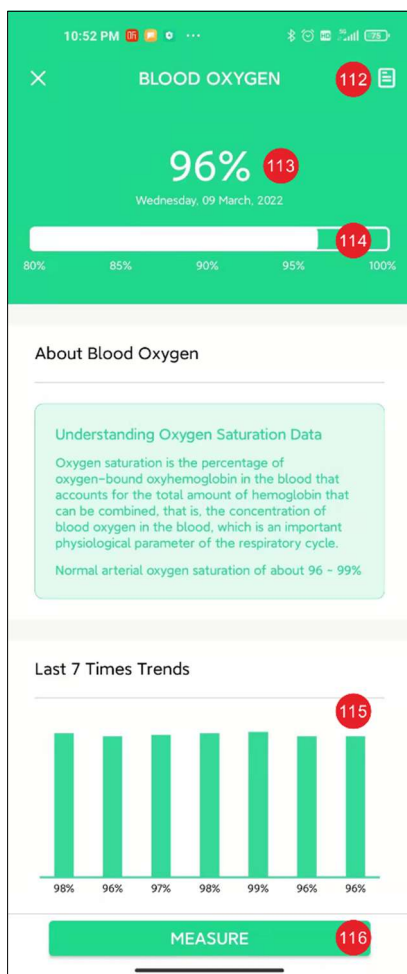 10:52 PM
HD 5G 75
BLOOD OXYGEN 112
96% 113
Wednesday, 09 March, 2022
114
80% 85% 90% 95% 100%
About Blood Oxygen
Understanding Oxygen Saturation Data
Oxygen saturation is the percentage of
oxygen-bound oxyhemoglobin in the blood that
accounts for the total amount of hemoglobin that
can be combined, that is, the concentration of
blood oxygen in the blood, which is an important
physiological parameter of the respiratory cycle.
Normal arterial oxygen saturation of about 96 - 99%
Last 7 Times Trends
115
98% 96% 97% 98% 99% 96% 96%
MEASURE 116